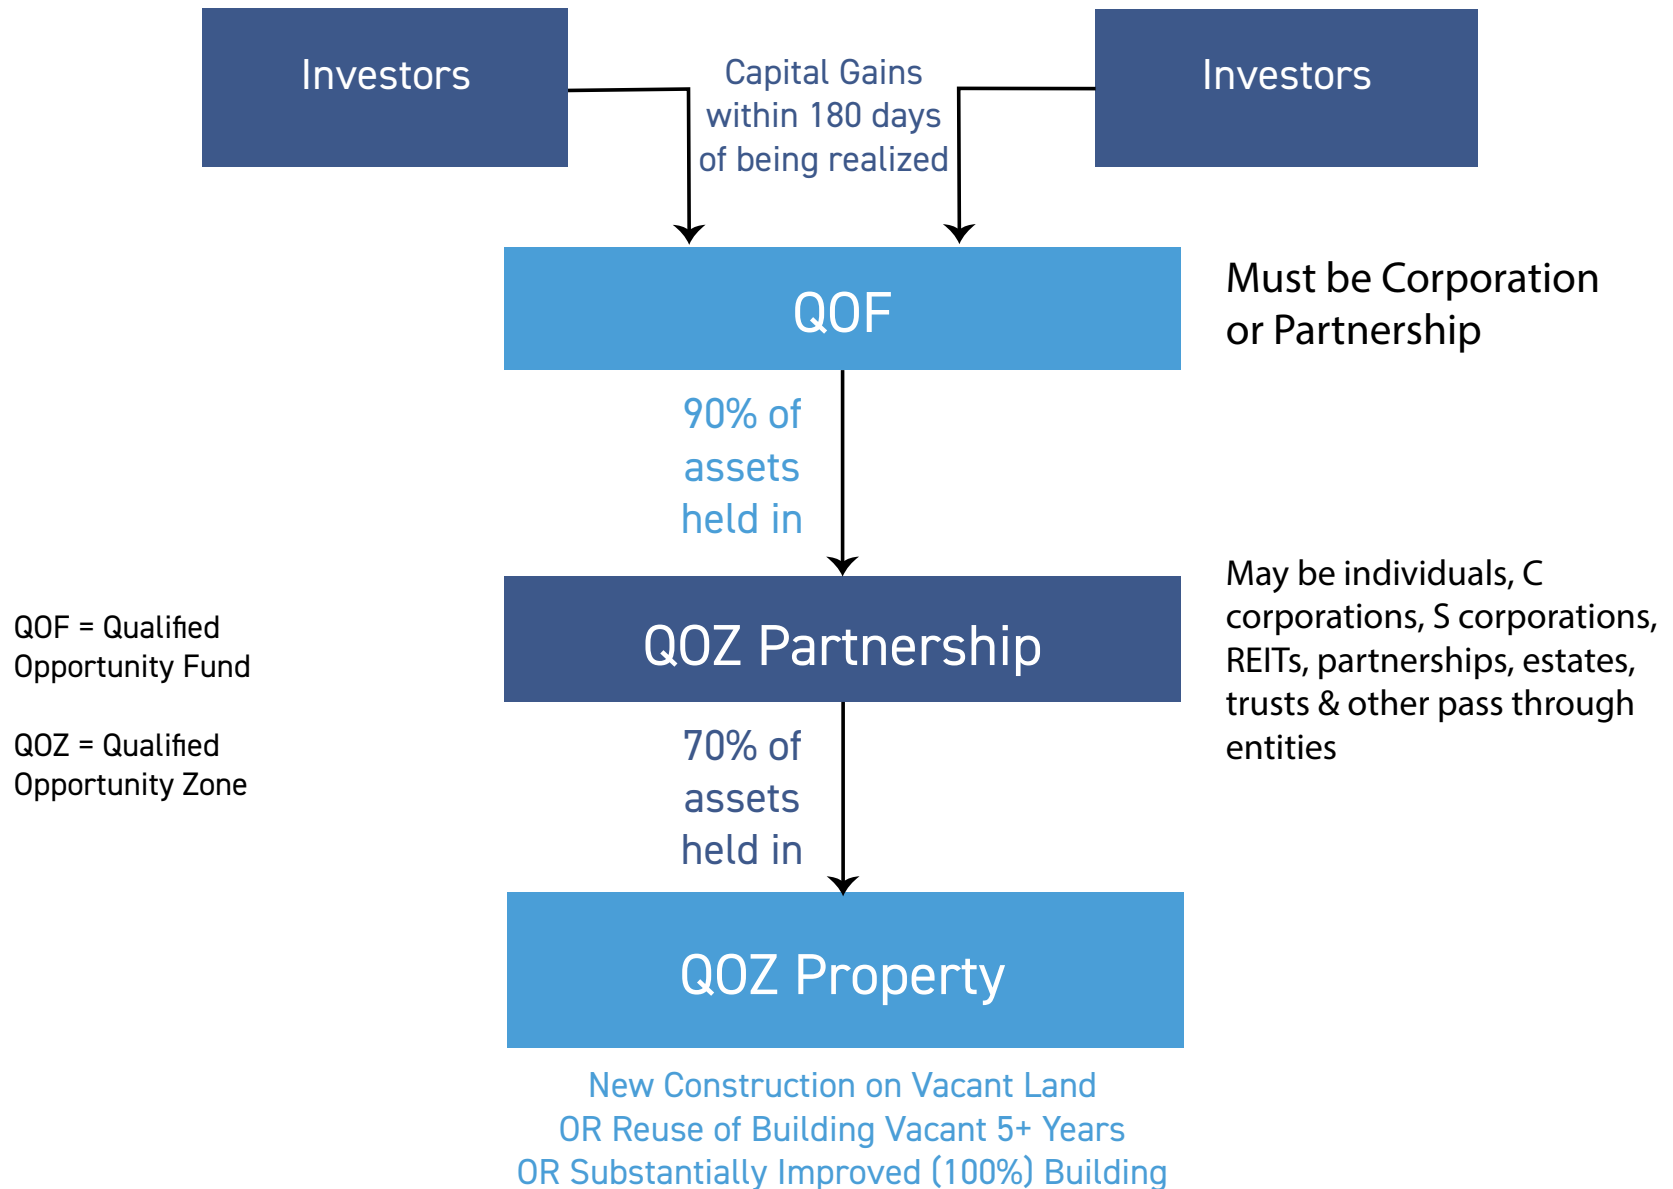 Investors
Capital Gains
within 180 days
of being realized
Investors
QOF
Must be Corporation
or Partnership
90% of
assets
held in
QOZ Partnership
May be individuals, C
corporations, S corporations,
REITs, partnerships, estates,
trusts & other pass through
entities
QOF = Qualified
Opportunity Fund
QOZ = Qualified
Opportunity Zone
70% of
assets
held in
QOZ Property
New Construction on Vacant Land
OR Reuse of Building Vacant 5+ Years
OR Substantially Improved (100%) Building